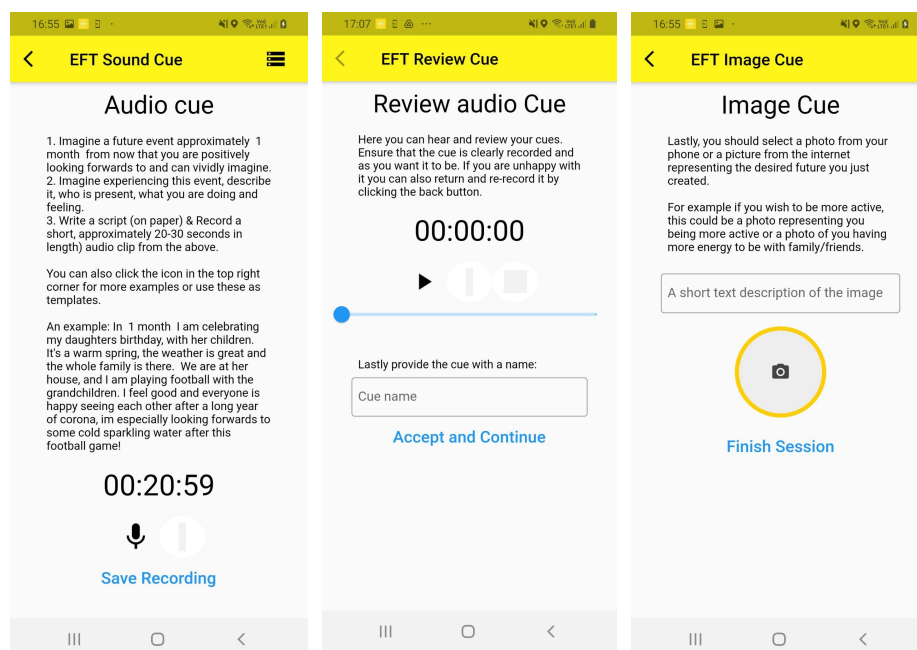 16:55
EFT Sound Cue
Audio cue
1. Imagine a future event approximately 1
month from now that you are positively
looking forwards to and can vividly imagine.
2. Imagine experiencing this event, describe
it, who is present, what you are doing and
feeling.
3. Write a script (on paper) & Record a
short, approximately 20-30 seconds in
length) audio clip from the above.
You can also click the icon in the top right
corner for more examples or use these as
templates.
An example: In 1 month I am celebrating
my daughters birthday, with her children.
It's a warm spring, the weather is great and
the whole family is there. We are at her
house, and I am playing football with the
grandchildren. I feel good and everyone is
happy seeing each other after a long year
of corona, im especially looking forwards to
some cold sparkling water after this
football game!
00:20:59
Save Recording
17:07
EFT Review Cue
Review audio Cue
Here you can hear and review your cues.
Ensure that the cue is clearly recorded and
as you want it to be. If you are unhappy with
it you can also return and re-record it by
clicking the back button.
00:00:00
Lastly provide the cue with a name:
Cue name
Accept and Continue
16:55
EFT Image Cue
Image Cue
Lastly, you should select a photo from your
phone or a picture from the internet
representing the desired future you just
created.
For example if you wish to be more active,
this could be a photo representing you
being more active or a photo of you having
more energy to be with family/friends.
A short text description of the image
Finish Session